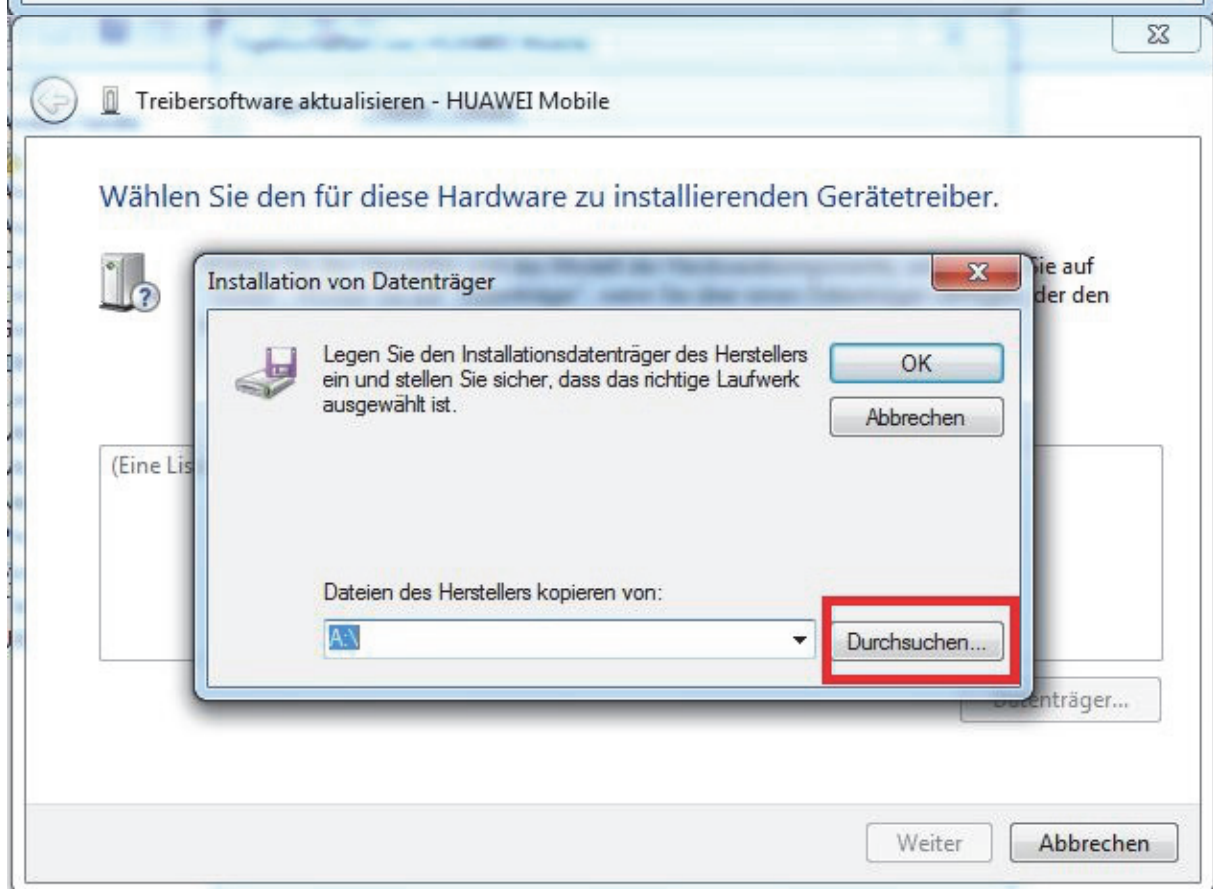 Treibersoftware aktualisieren - HUAWEI Mobile
Wählen Sie den für diese Hardware zu installierenden Gerätetreiber.
Sie auf
der den
Installation von Datenträger
Legen Sie den Installationsdatenträger des Herstellers
ein und stellen Sie sicher, dass das richtige Laufwerk
ausgewählt ist.
OK
Abbrechen
(Eine Lis
Dateien des Herstellers kopieren von:
A:\
Durchsuchen...
Datenträger...
Weiter
Abbrechen